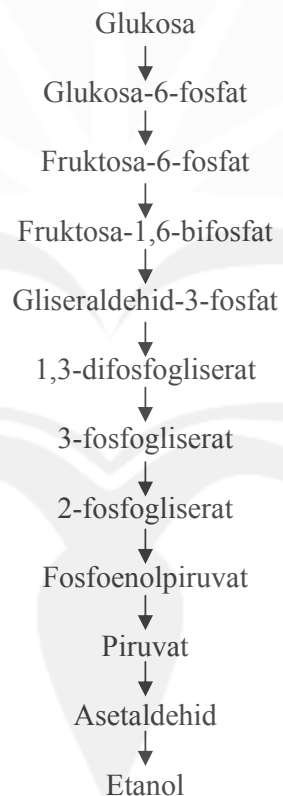 Glukosa
Glukosa-6-fosfat
Fruktosa-6-fosfat
Fruktosa-1,6-bifosfat
Gliseraldehid-3-fosfat
1,3-difosfogliserat
3-fosfogliserat
2-fosfogliserat
Fosfoenolpiruvat
Piruvat
Asetaldehid
Etanol